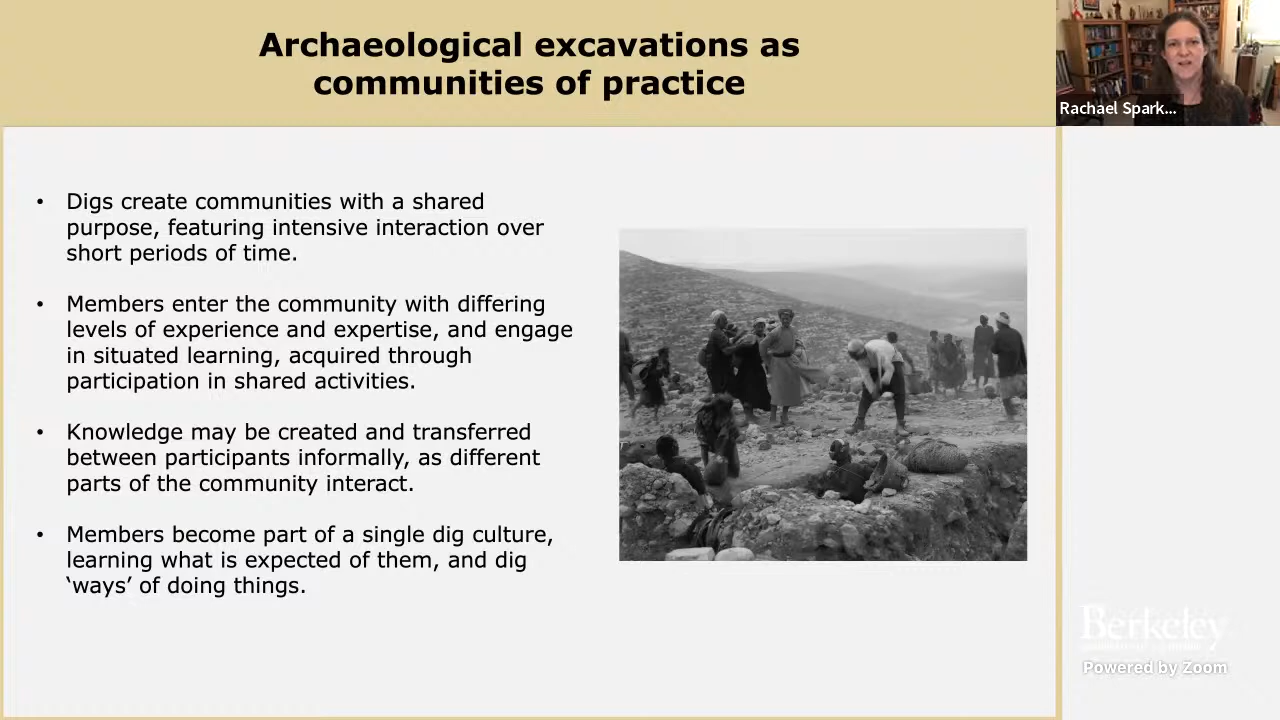 Archaeological excavations as
communities of practice
Rachael Spark...
• Digs create communities with a shared
purpose, featuring intensive interaction over
short periods of time.
• Members enter the community with differing
levels of experience and expertise, and engage
in situated learning, acquired through
participation in shared activities.
• Knowledge may be created and transferred
between participants informally, as different
parts of the community interact.
• Members become part of a single dig culture,
learning what is expected of them, and dig
‘ways’ of doing things.
Berkeley
Powered by Zoom